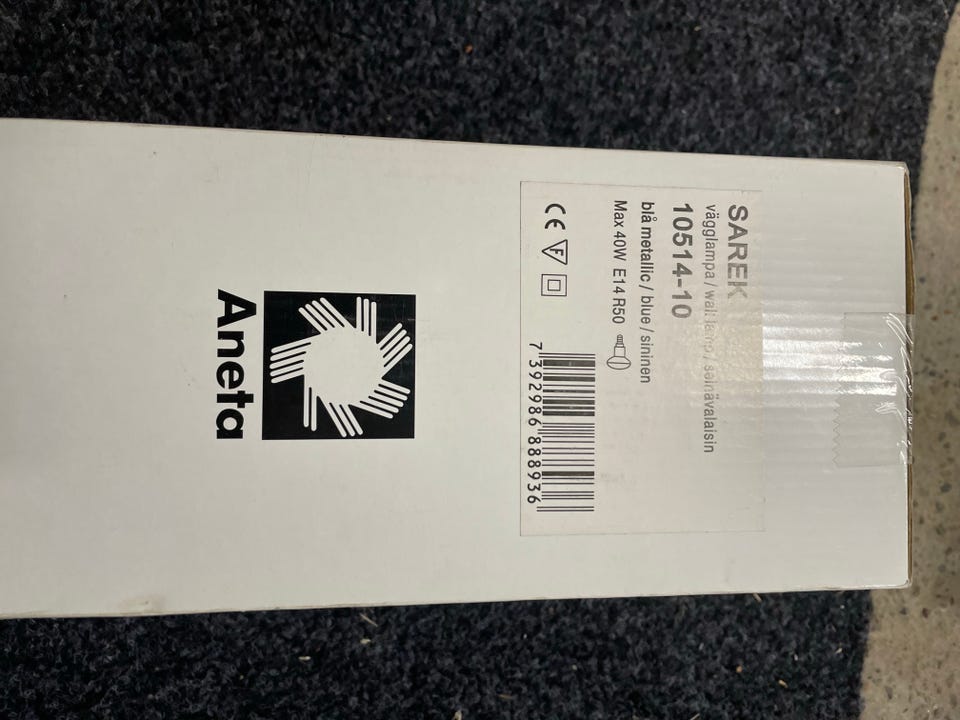 SAREK
vägglampa / wall lamp / seinävalaisin
10514-10
blå metallic / blue / sininen
Max 40W E14 R50
CE F
7 392986 888936
Aneta